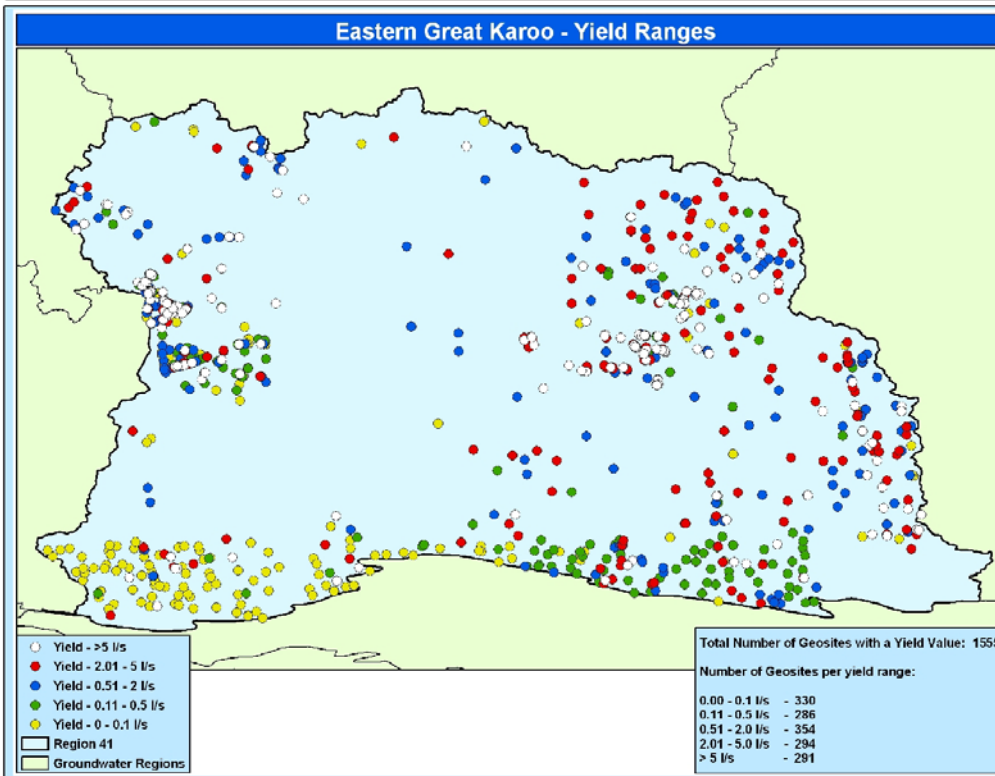 Eastern Great Karoo - Yield Ranges
Yield - >5 l/s
Yield - 2.01 - 5 l/s
Yield - 0.51 - 2 l/s
Yield - 0.11 - 0.5 l/s
Yield - 0 - 0.1 l/s
Region 41
Groundwater Regions
Total Number of Geosites with a Yield Value: 1555
Number of Geosites per yield range:
0.00 - 0.1 l/s - 330
0.11 - 0.5 l/s - 286
0.51 - 2.0 l/s - 354
2.01 - 5.0 l/s - 294
> 5 l/s - 291